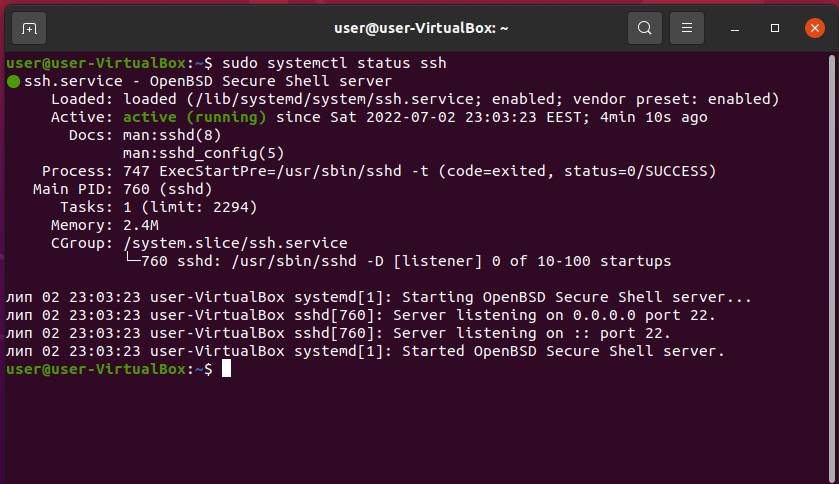 user@user-VirtualBox: ~
user@user-VirtualBox:~$ sudo systemctl status ssh
● ssh.service - OpenBSD Secure Shell server
     Loaded: loaded (/lib/systemd/system/ssh.service; enabled; vendor preset: enabled)
     Active: active (running) since Sat 2022-07-02 23:03:23 EEST; 4min 10s ago
       Docs: man:sshd(8)
             man:sshd_config(5)
    Process: 747 ExecStartPre=/usr/sbin/sshd -t (code=exited, status=0/SUCCESS)
   Main PID: 760 (sshd)
      Tasks: 1 (limit: 2294)
     Memory: 2.4M
     CGroup: /system.slice/ssh.service
             └─760 sshd: /usr/sbin/sshd -D [listener] 0 of 10-100 startups

лип 02 23:03:23 user-VirtualBox systemd[1]: Starting OpenBSD Secure Shell server...
лип 02 23:03:23 user-VirtualBox sshd[760]: Server listening on 0.0.0.0 port 22.
лип 02 23:03:23 user-VirtualBox sshd[760]: Server listening on :: port 22.
лип 02 23:03:23 user-VirtualBox systemd[1]: Started OpenBSD Secure Shell server.
user@user-VirtualBox:~$